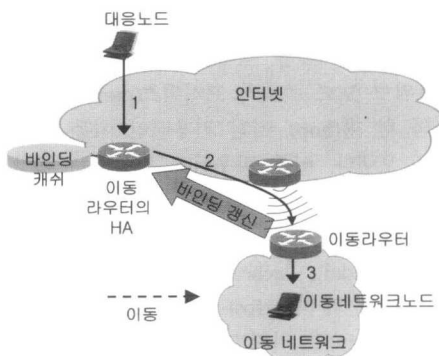 대응노드
1
인터넷
바인딩
캐쉬
이동
라우터의
HA
2
바인딩 갱신
이동라우터
3
이동네트워크노드
이동
이동 네트워크